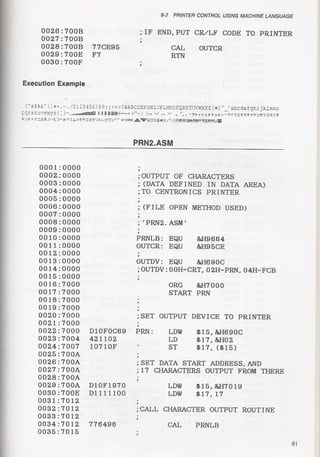 8-2 PRINTER CONTROL USING MACHINE LANGUAGE
0026:700B ;IF END,PUT CR/LF CODE TO PRINTER
0027:700B ;
0028:700B 77CE95 CAL OUTCR
0029:700E F7 RTN
0030:700F ;
Execution Example
PRN2.ASM
0001:0000 ;
0002:0000 ;OUTPUT OF CHARACTERS
0003:0000 ;(DATA DEFINED IN DATA AREA)
0004:0000 ;TO CENTRONICS PRINTER
0005:0000 ;
0006:0000 ;(FILE OPEN METHOD USED)
0007:0000 ;
0008:0000 ;'PRN2.ASM'
0009:0000 ;
0010:0000 PRNLB: EQU &H9664
0011:0000 OUTCR: EQU &H95CE
0012:0000 ;
0013:0000 OUTDV: EQU &H690C
0014:0000 ;OUTDV:00H-CRT,02H-PRN,04H-FCB
0015:0000 ;
0016:7000 ORG &H7000
0017:7000 START PRN
0018:7000 ;
0019:7000 ;
0020:7000 ;SET OUTPUT DEVICE TO PRINTER
0021:7000 ;
0022:7000 D10F0C69 PRN: LDW $15,&H690C
0023:7004 421102 LD $17,&H02
0024:7007 10710F ST $17,($15)
0025:700A ;
0026:700A ;SET DATA START ADDRESS,AND
0027:700A ;17 CHARACTERS OUTPUT FROM THERE
0028:700A ;
0029:700A D10F1970 LDW $15,&H7019
0030:700E D1111100 LDW $17,17
0031:7012 ;
0032:7012 ;CALL CHARACTER OUTPUT ROUTINE
0033:7012 ;
0034:7012 776496 CAL PRNLB
0035:7015 ;
81